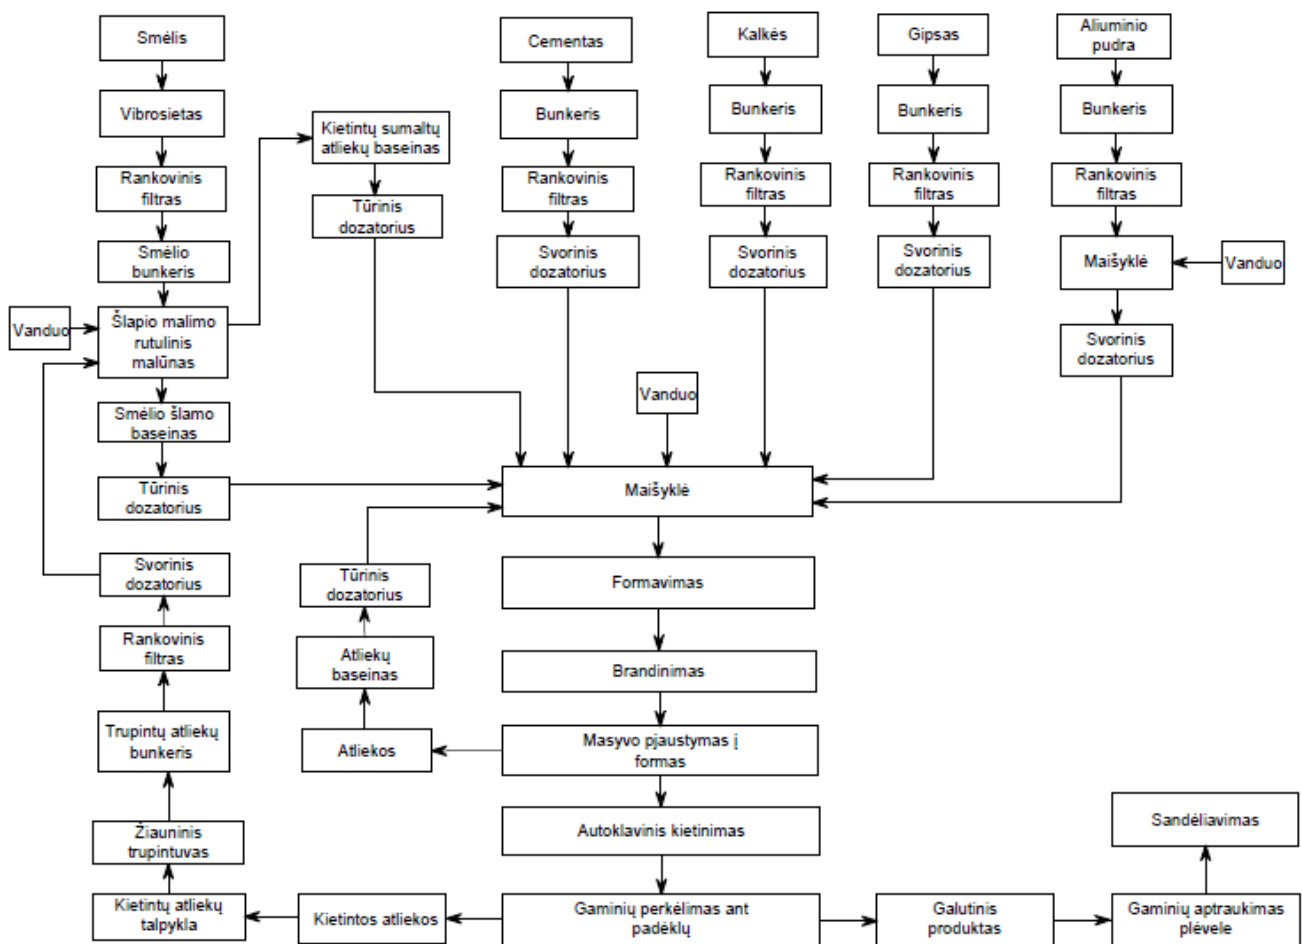 Smėlis
Cementas
Kalkės
Gipsas
Aliuminio
pudra
Vibrosietas
Bunkeris
Bunkeris
Bunkeris
Bunkeris
Kietintų sumaltų
atliekų baseinas
Rankovinis
filtras
Rankovinis
filtras
Rankovinis
filtras
Rankovinis
filtras
Rankovinis
filtras
Tūrinis
dozatorius
Smėlio
bunkeris
Svorinis
dozatorius
Svorinis
dozatorius
Svorinis
dozatorius
Maišyklė
Vanduo
Vanduo
Šlapio malimo
rutulinis
malūnas
Svorinis
dozatorius
Vanduo
Smėlio šlamo
baseinas
Tūrinis
dozatorius
Maišyklė
Svorinis
dozatorius
Tūrinis
dozatorius
Formavimas
Rankovinis
filtras
Atliekų
baseinas
Brandinimas
Trupintų atliekų
bunkeris
Atliekos
Masyvo pjaustymas į
formas
Žiauninis
trupintuvas
Autoklavinis kietinimas
Sandėliavimas
Kietintų atliekų
talpykla
Kietintos atliekos
Gaminių perkėlimas ant
padėklų
Galutinis
produktas
Gaminių aptraukimas
plėvele